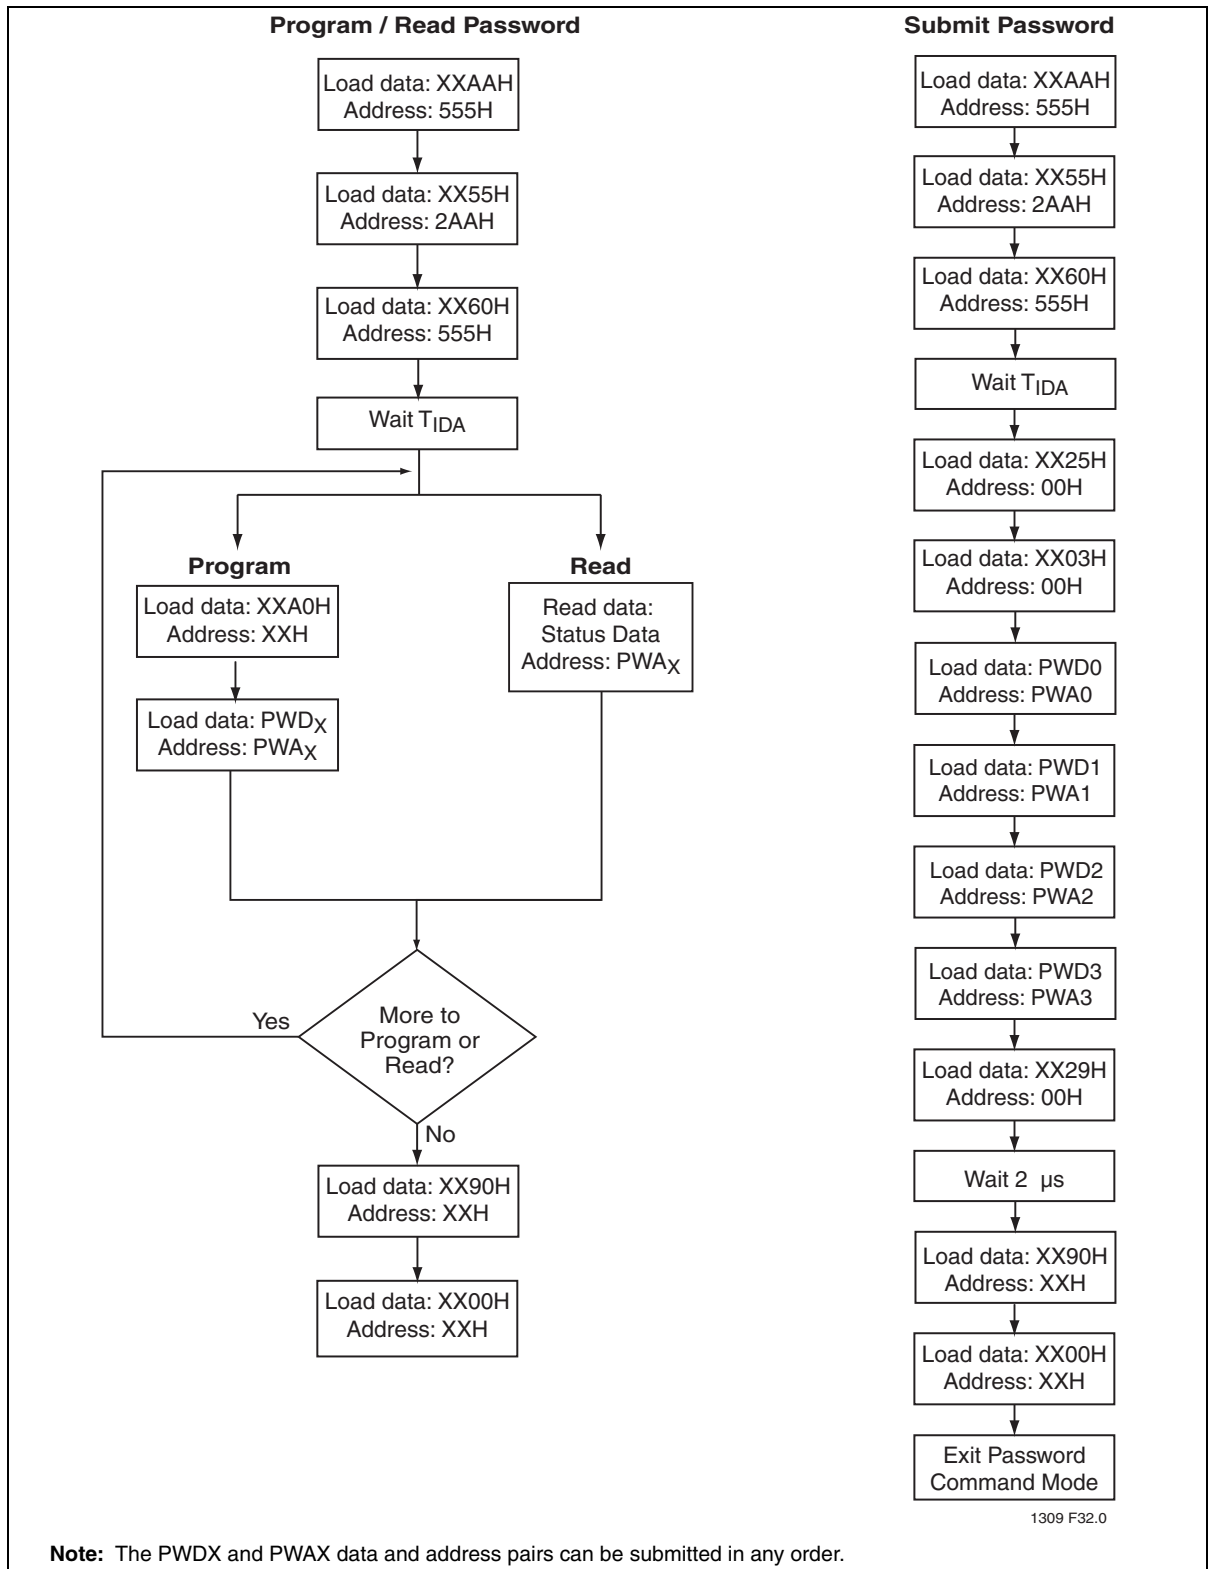 Program / Read Password
Load data: XXAAH
Address: 555H
Load data: XX55H
Address: 2AAH
Load data: XX60H
Address: 555H
Wait TIDA
Program
Load data: XXA0H
Address: XXH
Load data: PWDX
Address: PWAX
Read
Read data:
Status Data
Address: PWAX
More to
Program or
Read?
Yes
No
Load data: XX90H
Address: XXH
Load data: XX00H
Address: XXH
Submit Password
Load data: XXAAH
Address: 555H
Load data: XX55H
Address: 2AAH
Load data: XX60H
Address: 555H
Wait TIDA
Load data: XX25H
Address: 00H
Load data: XX03H
Address: 00H
Load data: PWD0
Address: PWA0
Load data: PWD1
Address: PWA1
Load data: PWD2
Address: PWA2
Load data: PWD3
Address: PWA3
Load data: XX29H
Address: 00H
Wait 2 µs
Load data: XX90H
Address: XXH
Load data: XX00H
Address: XXH
Exit Password
Command Mode
1309 F32.0
Note: The PWDX and PWAX data and address pairs can be submitted in any order.